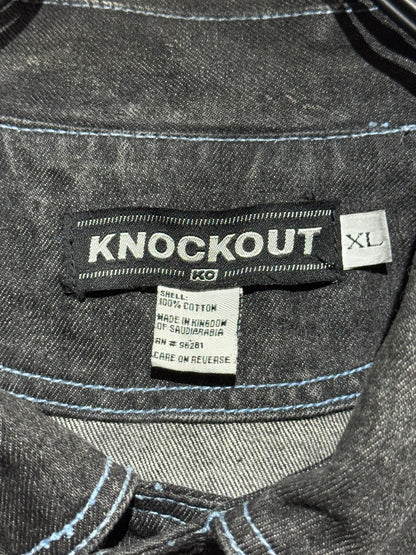 KNOCKOUT
KO
XL
SHELL:
100% COTTON
MADE IN KINGDOM
OF SAUDIARABIA
RN # 96281
CARE ON REVERSE